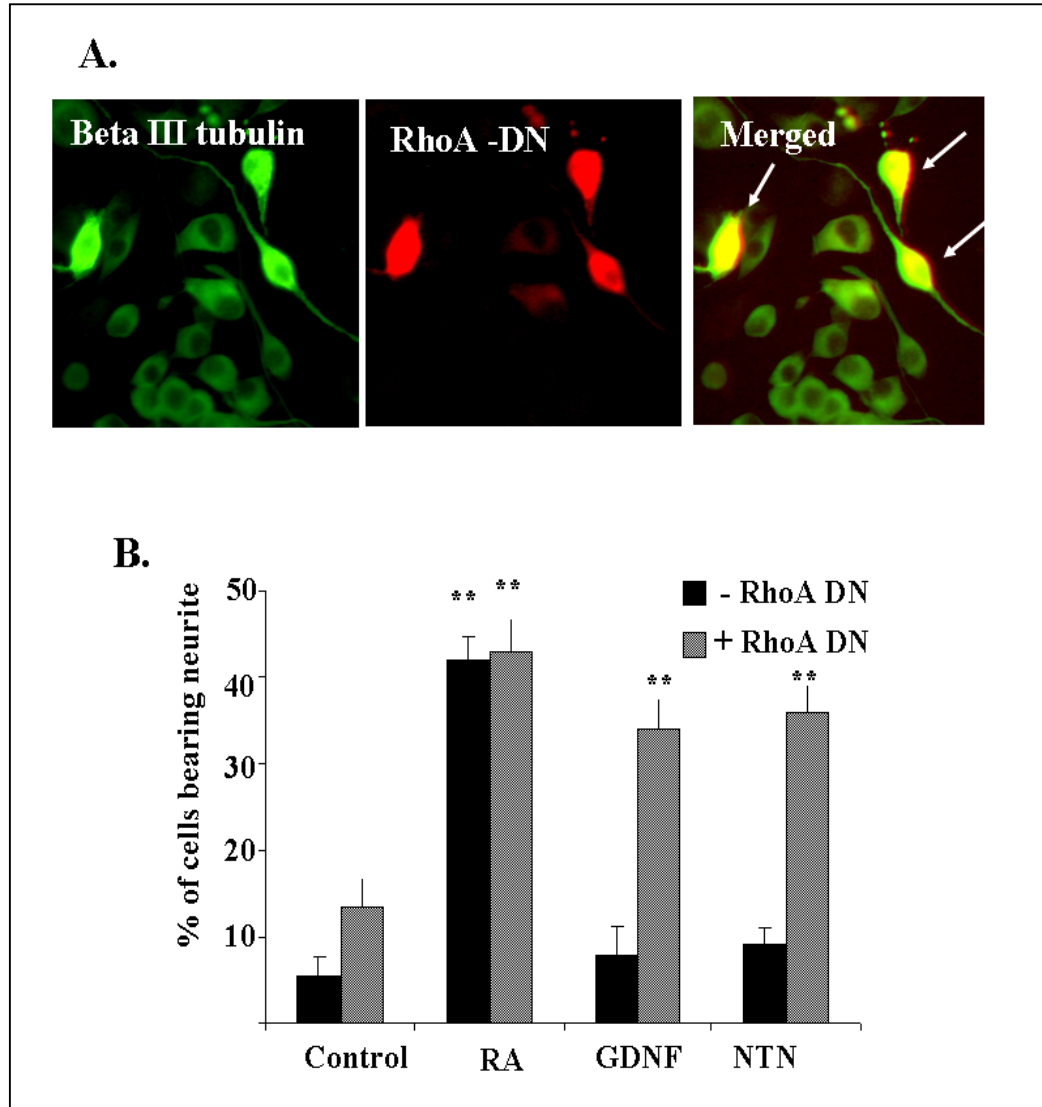 A.
Beta III tubulin
RhoA -DN
Merged
B.
% of cells bearing neurite
50
40
30
20
10
** ** ** **
- RhoA DN
+ RhoA DN
Control RA GDNF NTN